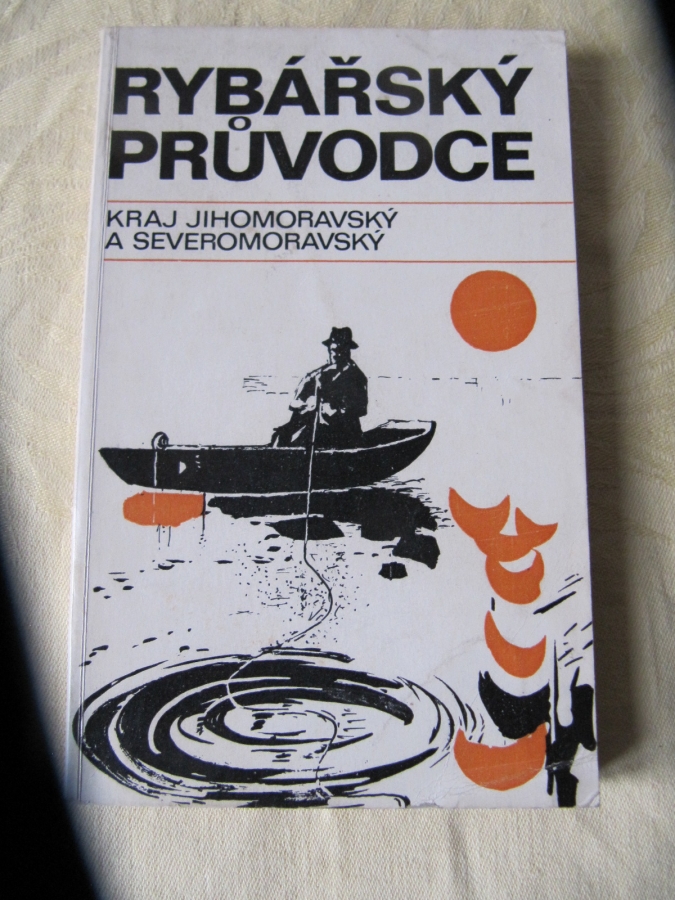 RYBÁŘSKÝ
PRŮVODCE
KRAJ JIHOMORAVSKÝ
A SEVEROMORAVSKÝ